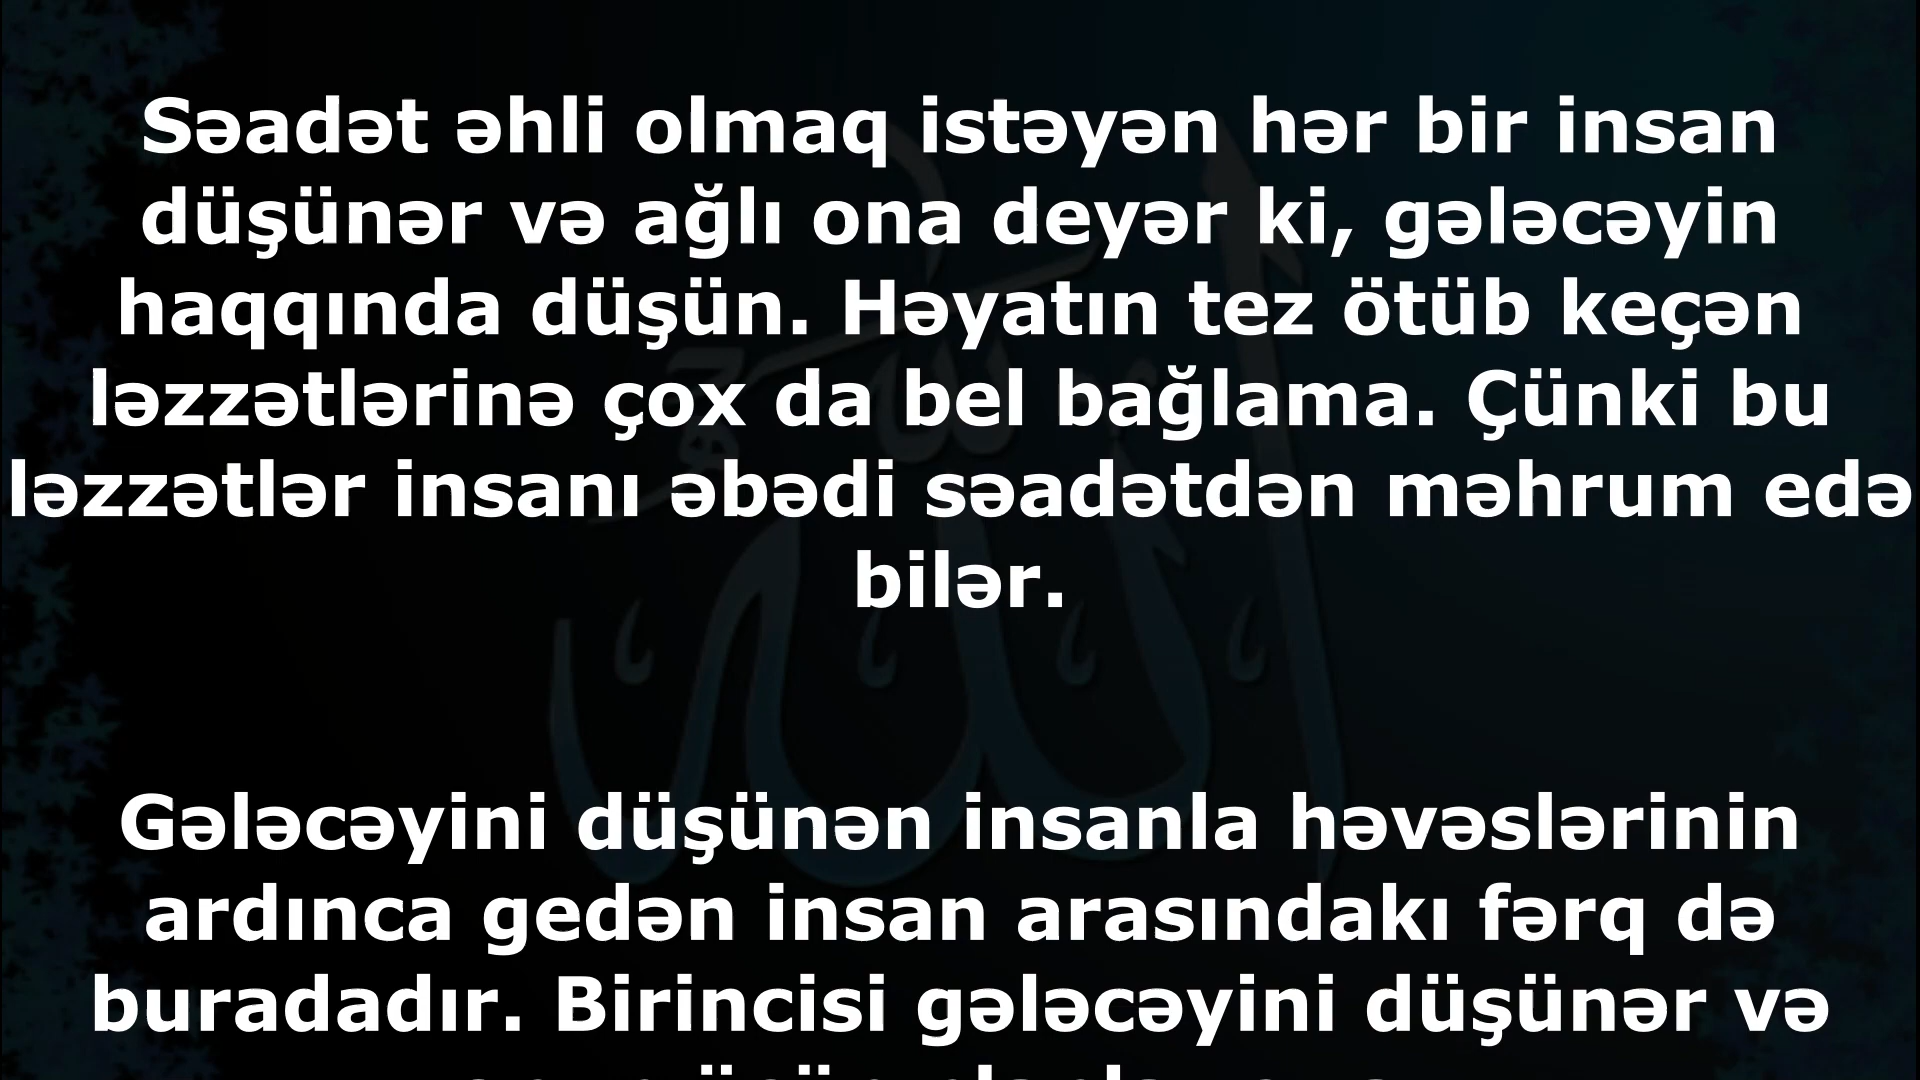 Səadət əhli olmaq istəyən hər bir insan
düşünər və ağlı ona deyər ki, gələcəyin
haqqında düşün. Həyatın tez ötüb keçən
ləzzətlərinə çox da bel bağlama. Çünki bu
ləzzətlər insanı əbədi səadətdən məhrum edə
bilər.
Gələcəyini düşünən insanla həvəslərinin
ardınca gedən insan arasındakı fərq də
buradadır. Birincisi gələcəyini düşünər və
الله